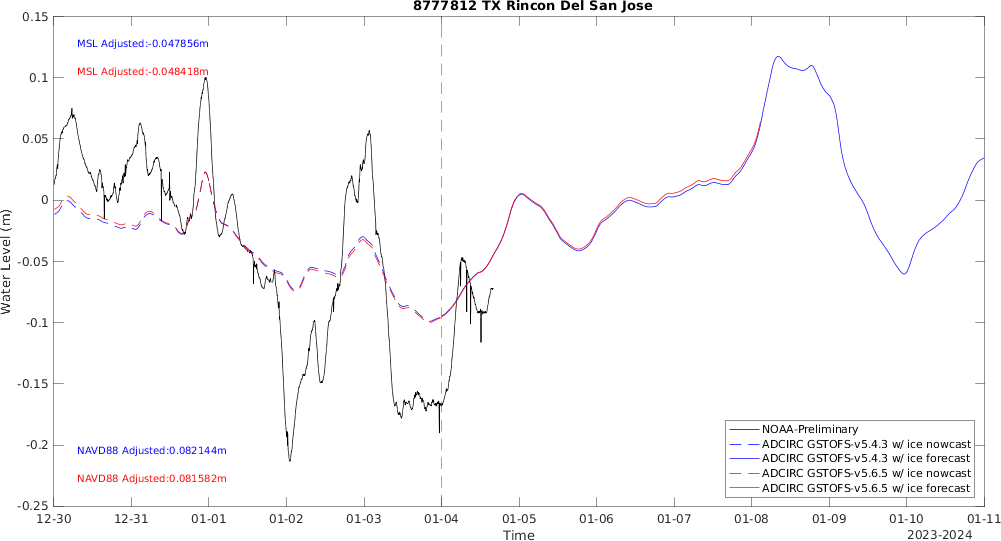 8777812 TX Rincon Del San Jose
0.15
0.1
0.05
0
-0.05
-0.1
-0.15
-0.2
-0.25
Water Level (m)
MSL Adjusted:-0.047856m
MSL Adjusted:-0.048418m
NAVD88 Adjusted:0.082144m
NAVD88 Adjusted:0.081582m
NOAA-Preliminary
ADCIRC GSTOFS-v5.4.3 w/ ice nowcast
ADCIRC GSTOFS-v5.4.3 w/ ice forecast
ADCIRC GSTOFS-v5.6.5 w/ ice nowcast
ADCIRC GSTOFS-v5.6.5 w/ ice forecast
12-30 12-31 01-01 01-02 01-03 01-04 01-05 01-06 01-07 01-08 01-09 01-10 01-11
Time
2023-2024